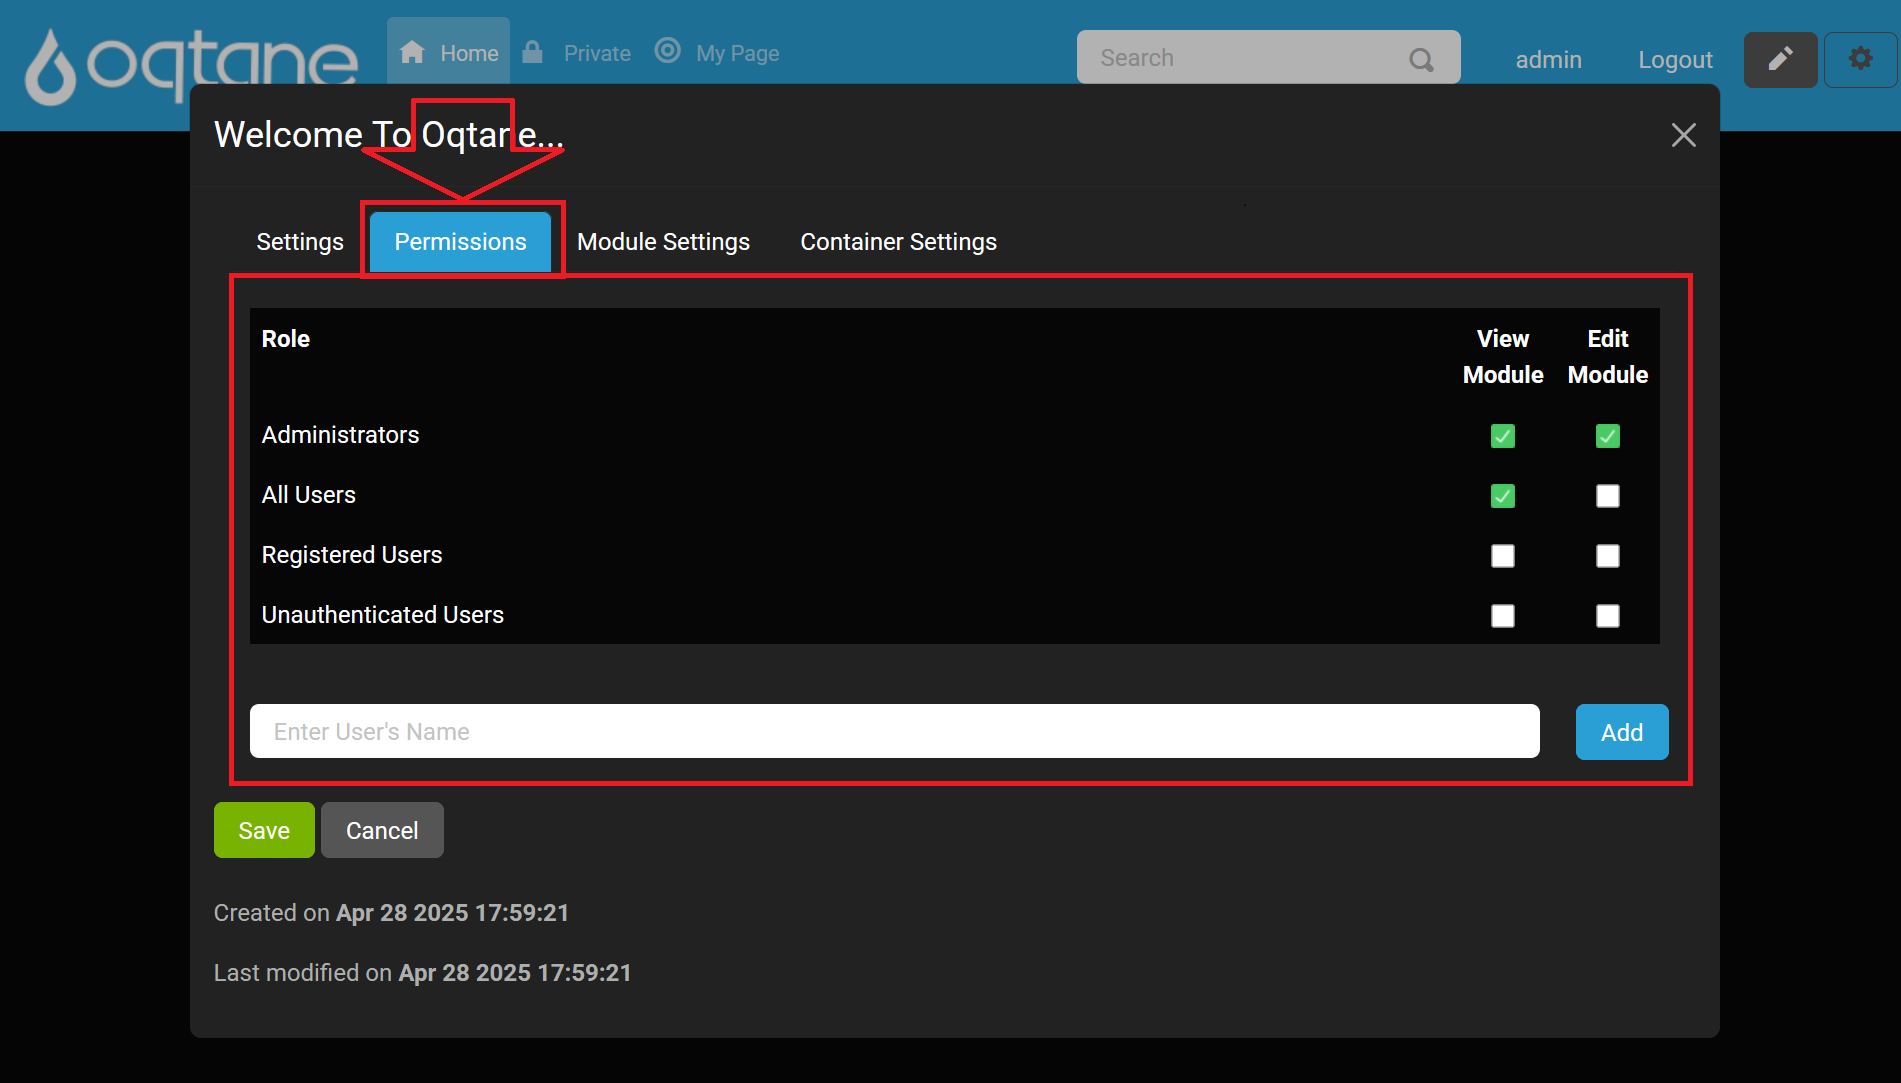 oqtane
Home Private My Page
Search
admin Logout
Welcome To Oqtane...
Settings Permissions Module Settings Container Settings
Role View Module Edit Module
Administrators
All Users
Registered Users
Unauthenticated Users
Enter User's Name
Add
Save Cancel
Created on Apr 28 2025 17:59:21
Last modified on Apr 28 2025 17:59:21